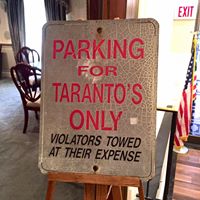 EXIT
PARKING
FOR
TARANTO'S
ONLY
VIOLATORS TOWED
AT THEIR EXPENSE